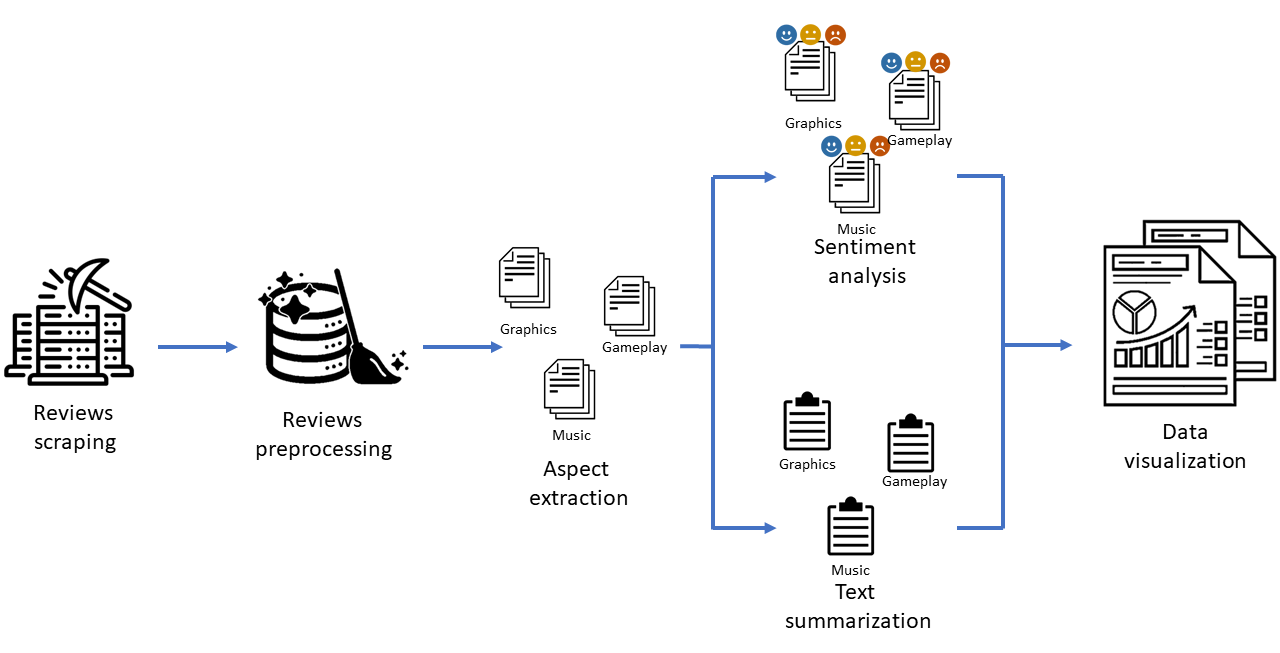 Reviews
scraping
Reviews
preprocessing
Graphics
Gameplay
Music
Aspect
extraction
Graphics
Gameplay
Music
Sentiment
analysis
Graphics
Gameplay
Music
Text
summarization
Data
visualization